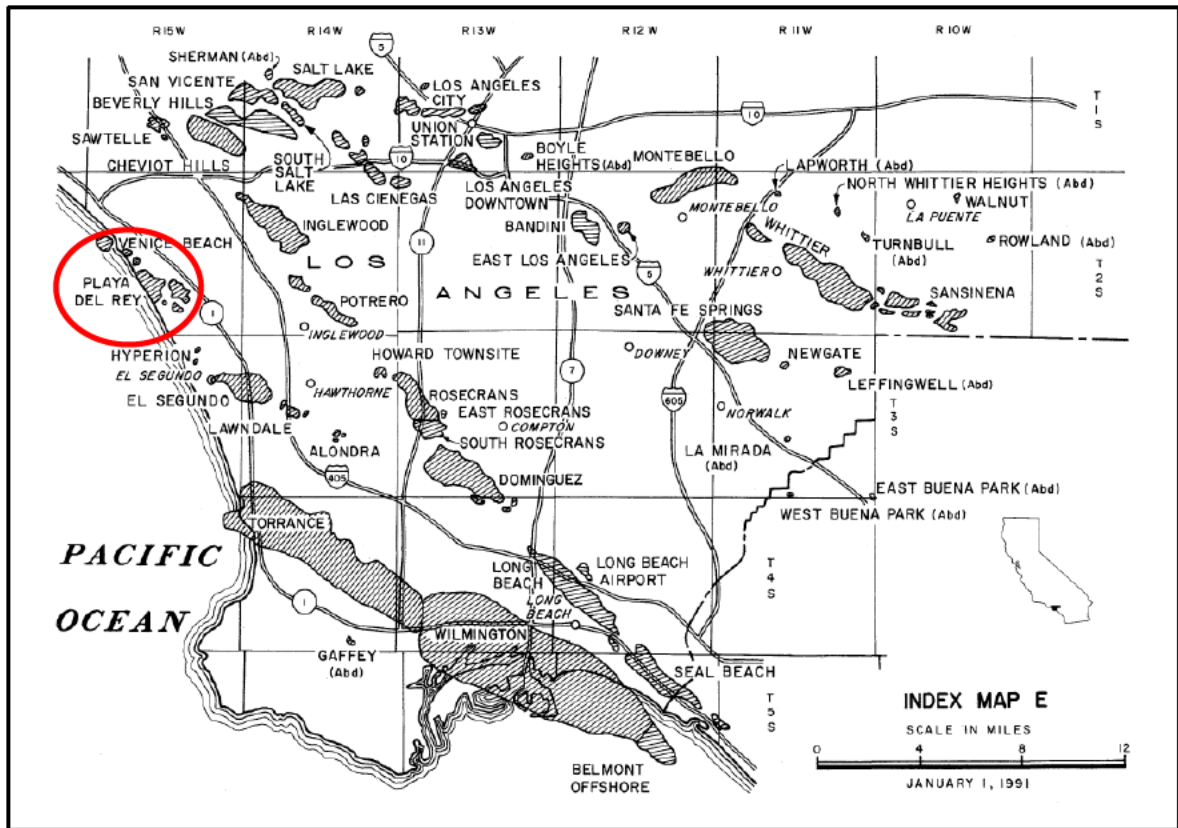 R15W
R14W
R13W
R12W
R11W
R10W
SHERMAN (Abd)
5
SAN VICENTE
SALT LAKE
BEVERLY HILLS
LOS ANGELES
CITY
T
1
S
10
SAWTELLE
UNION
STATION
CHEVIOT HILLS
SOUTH
SALT
LAKE
10
BOYLE
HEIGHTS (Abd)
MONTEBELLO
LAPWORTH (Abd)
LAS CIENEGAS
LOS ANGELES
DOWNTOWN
NORTH WHITTIER HEIGHTS (Abd)
MONTEBELLO
WALNUT
LA PUENTE
INGLEWOOD
BANDINI
VENICE BEACH
11
WHITTIER
TURNBULL
(Abd)
ROWLAND (Abd)
LOS
EAST LOS ANGELES
5
WHITTIER
T
2
S
PLAYA
DEL REY
ANGELES
1
POTRERO
SANSINENA
SANTA FE SPRINGS
INGLEWOOD
HYPERION
HOWARD TOWNSITE
DOWNEY
NEWGATE
EL SEGUNDO
7
HAWTHORNE
LEFFINGWELL (Abd)
EL SEGUNDO
ROSECRANS
605
T
3
S
EAST ROSECRANS
NORWALK
LAWNDALE
COMPTON
SOUTH ROSECRANS
ALONDRA
LA MIRADA
(Abd)
405
DOMINGUEZ
EAST BUENA PARK (Abd)
WEST BUENA PARK (Abd)
TORRANCE
PACIFIC
OCEAN
LONG
BEACH
LONG BEACH
AIRPORT
T
4
S
LONG
BEACH
1
WILMINGTON
GAFFEY
(Abd)
SEAL BEACH
T
5
S
INDEX MAP E
SCALE IN MILES
0 4 8 12
JANUARY 1, 1991
BELMONT
OFFSHORE